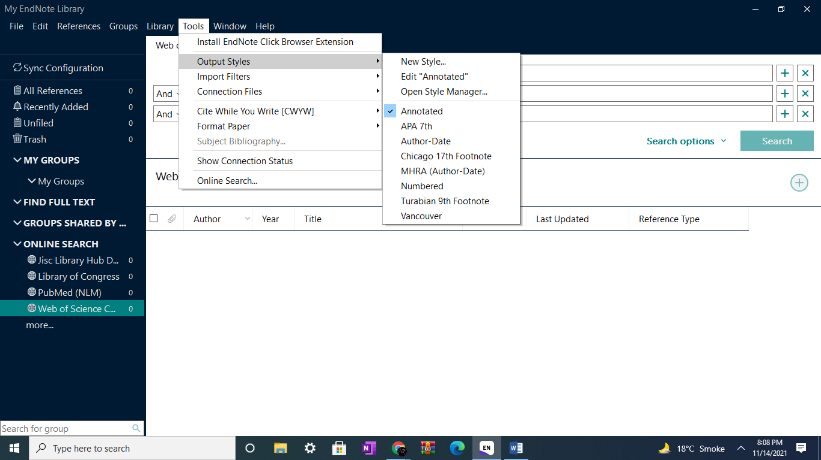 My EndNote Library
File Edit References Groups Library Tools Window Help
Sync Configuration
All References 0
Recently Added 0
Unfiled 0
Trash 0
MY GROUPS
My Groups
FIND FULL TEXT
GROUPS SHARED BY ...
ONLINE SEARCH
Jisc Library Hub D... 0
Library of Congress 0
PubMed (NLM) 0
Web of Science C... 0
more...
Search for group
Web
And
And
Search options
Search
Web
Author Year Title Last Updated Reference Type
Install EndNote Click Browser Extension
Output Styles
Import Filters
Connection Files
Cite While You Write [CWYW]
Format Paper
Subject Bibliography...
Show Connection Status
Online Search...
New Style...
Edit "Annotated"
Open Style Manager...
Annotated
APA 7th
Author-Date
Chicago 17th Footnote
MHRA (Author-Date)
Numbered
Turabian 9th Footnote
Vancouver
Type here to search
N
EN
W
18°C Smoke
8:08 PM
11/14/2021